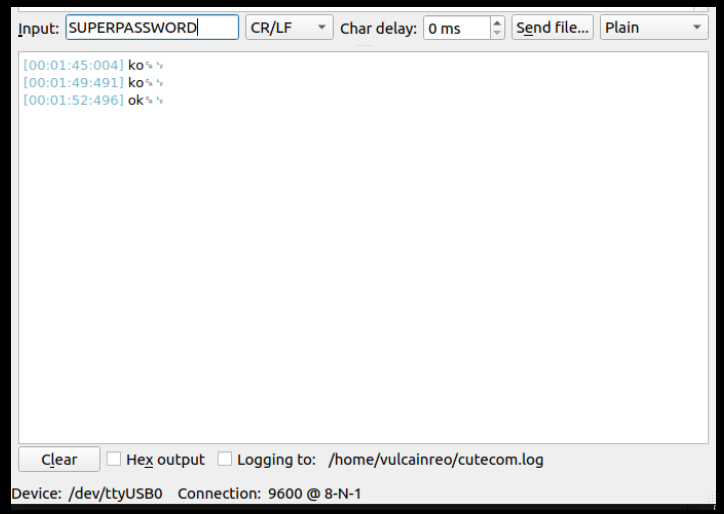 Input: SUPERPASSWORD CR/LF Char delay: 0 ms Send file... Plain
[00:01:45:004] ko␍␊
[00:01:49:491] ko␍␊
[00:01:52:496] ok␍␊
Clear Hex output Logging to: /home/vulcainreo/cutecom.log
Device: /dev/ttyUSB0 Connection: 9600 @ 8-N-1